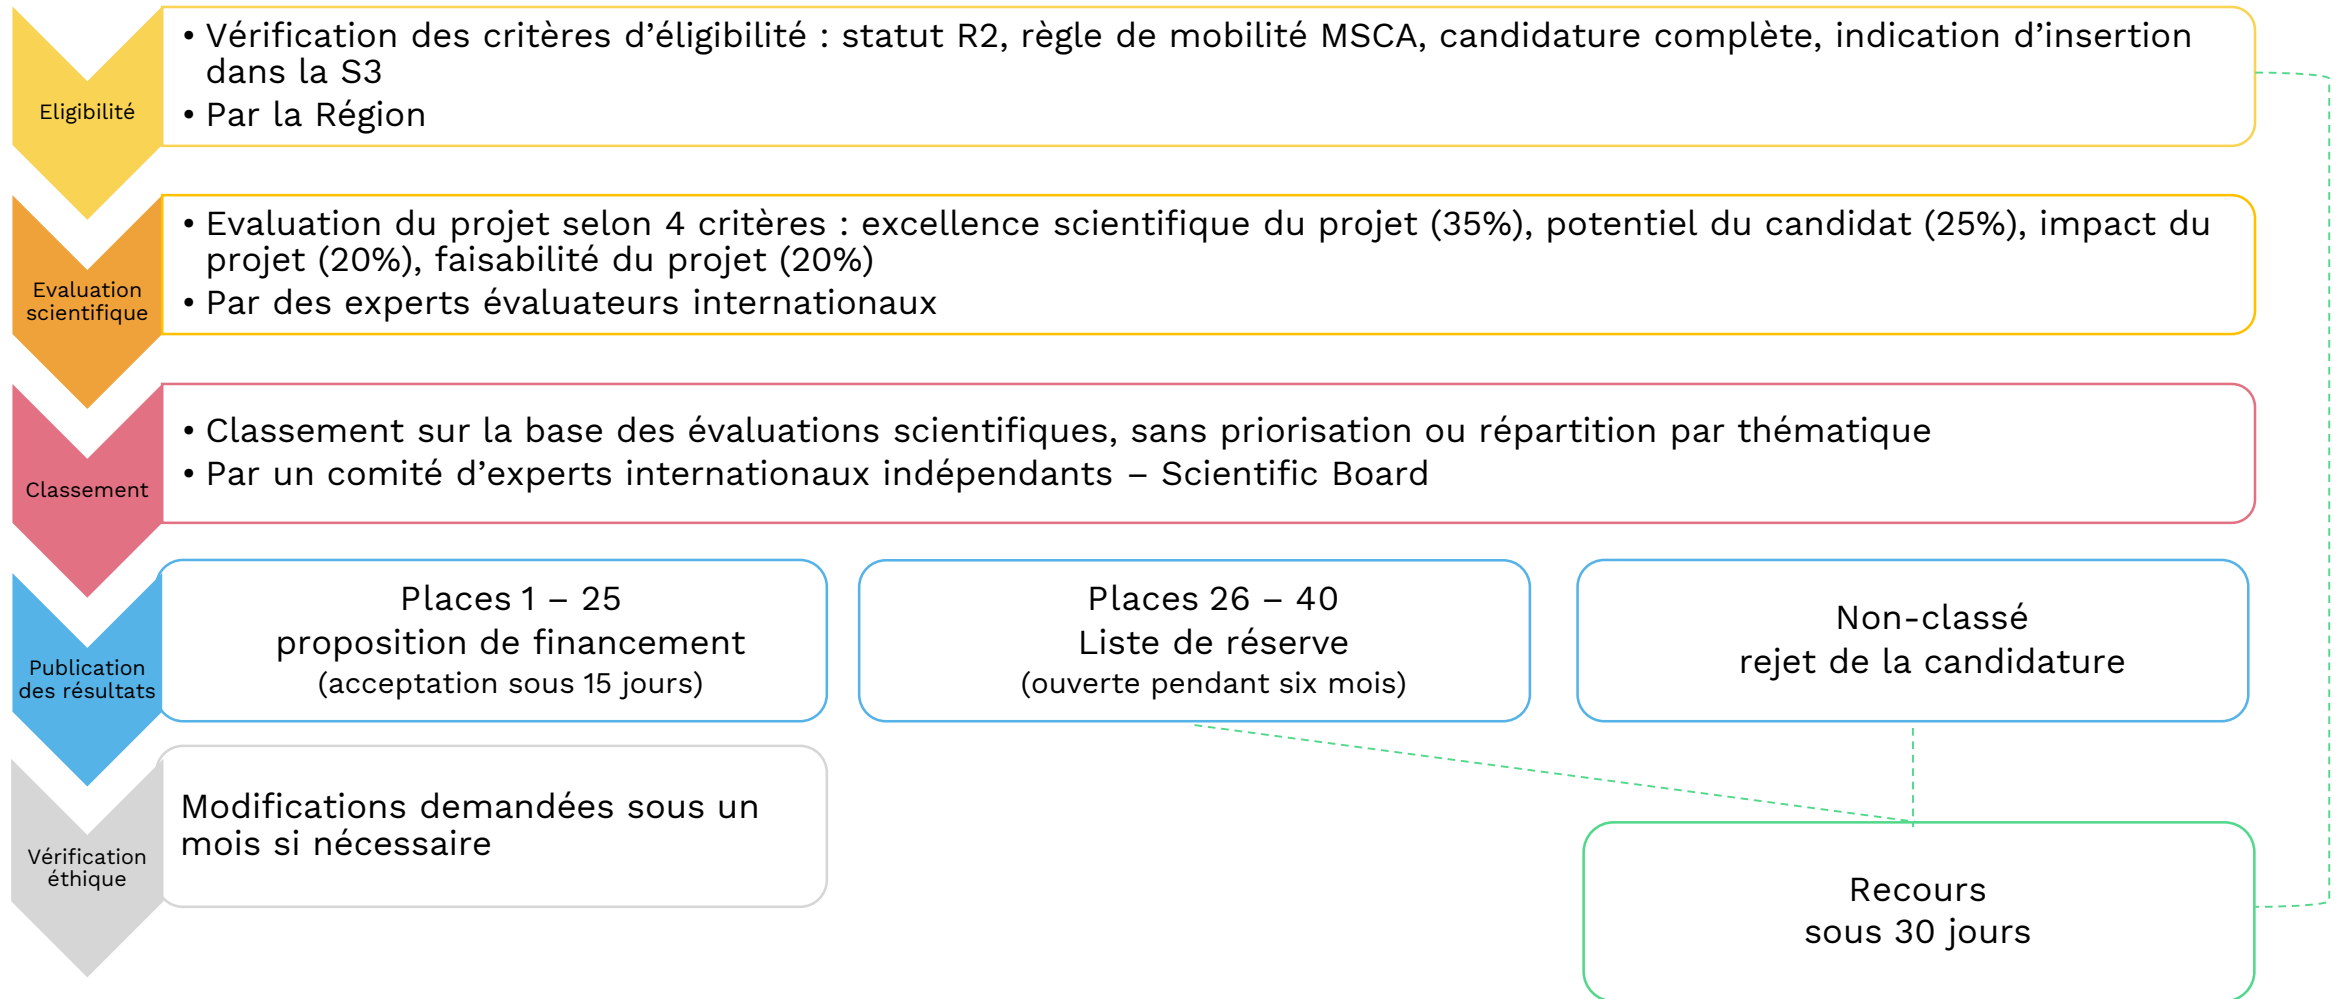 Eligibilité
• Vérification des critères d’éligibilité : statut R2, règle de mobilité MSCA, candidature complète, indication d’insertion
dans la S3
• Par la Région
Evaluation
scientifique
• Evaluation du projet selon 4 critères : excellence scientifique du projet (35%), potentiel du candidat (25%), impact du
projet (20%), faisabilité du projet (20%)
• Par des experts évaluateurs internationaux
Classement
• Classement sur la base des évaluations scientifiques, sans priorisation ou répartition par thématique
• Par un comité d’experts internationaux indépendants – Scientific Board
Publication
des résultats
Places 1 – 25
proposition de financement
(acceptation sous 15 jours)
Places 26 – 40
Liste de réserve
(ouverte pendant six mois)
Non-classé
rejet de la candidature
Vérification
éthique
Modifications demandées sous un
mois si nécessaire
Recours
sous 30 jours